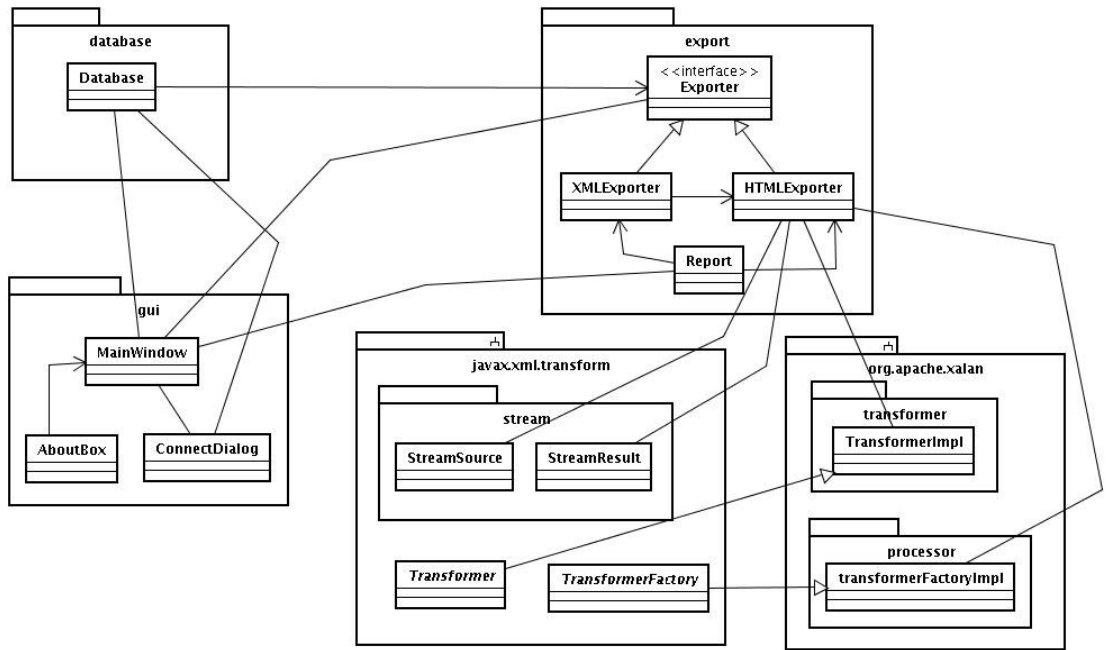 database
Database
export
<<interface>>
Exporter
XMLExporter
HTMLExporter
Report
gui
MainWindow
AboutBox
ConnectDialog
javax.xml.transform
stream
StreamSource
StreamResult
Transformer
TransformerFactory
org.apache.xalan
transformer
TransformerImpl
processor
transformerFactoryImpl